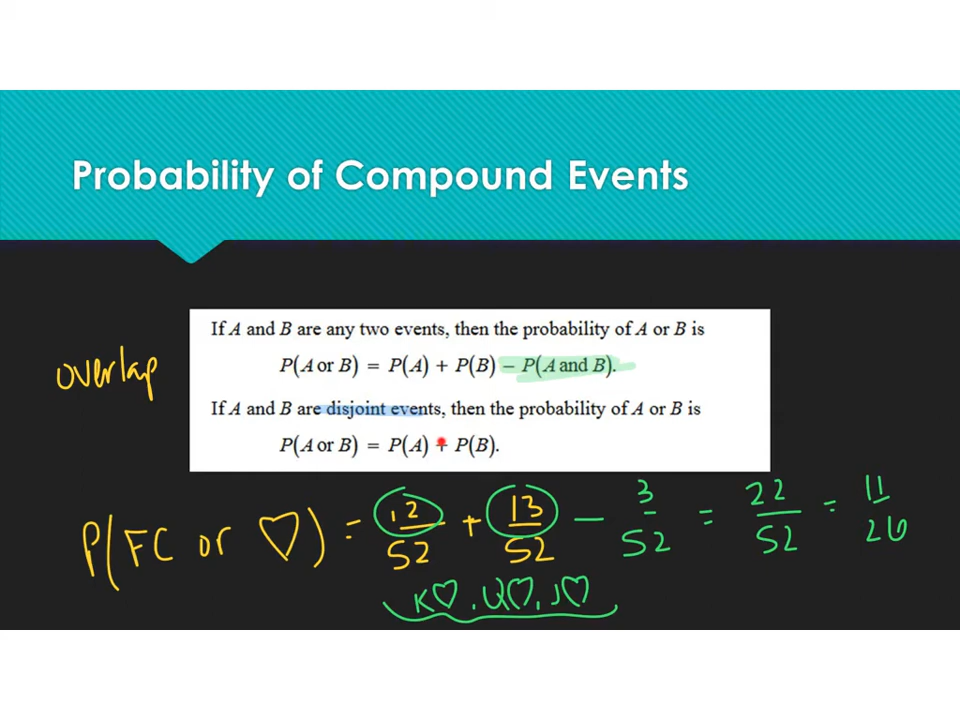 Probability of Compound Events
If A and B are any two events, then the probability of A or B is
overlap
P(A or B) = P(A) + P(B) − P(A and B).
If A and B are disjoint events, then the probability of A or B is
P(A or B) = P(A) + P(B).
P(FC or ♡) = 12/52 + 13/52 − 3/52 = 22/52 = 11/26
K♡, Q♡, J♡